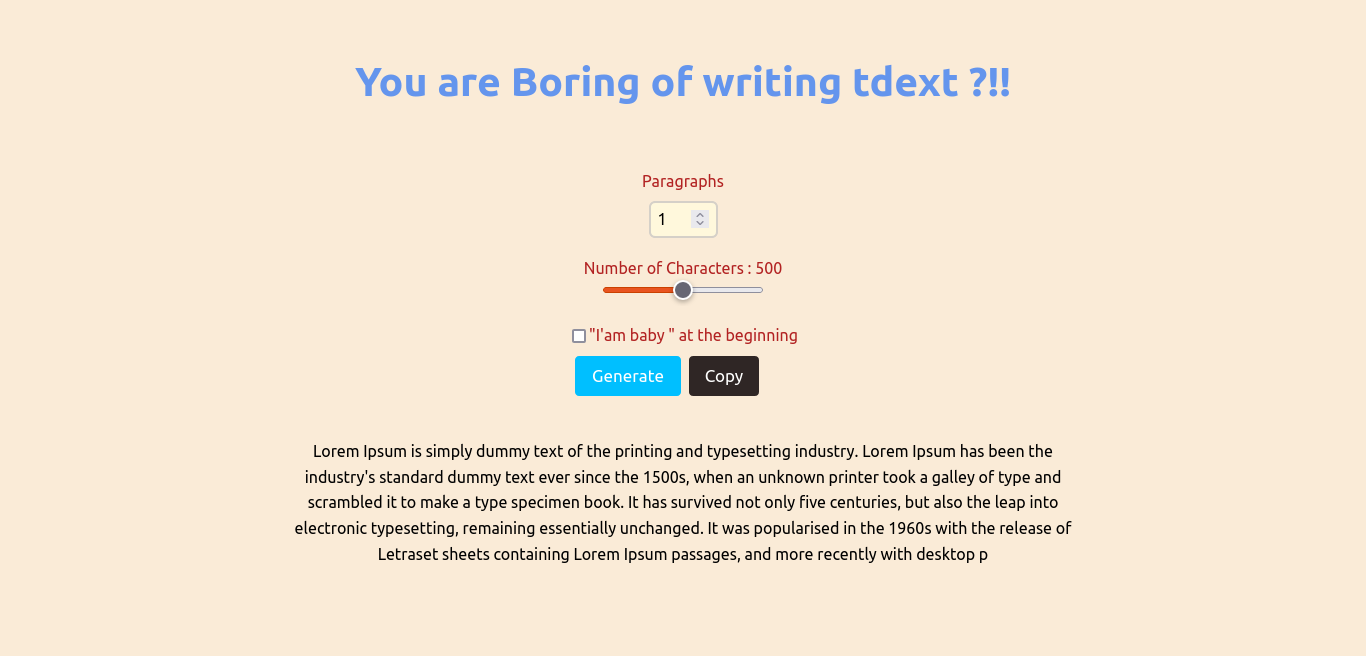 You are Boring of writing tdext ?!!
Paragraphs
1
Number of Characters : 500
"I'am baby " at the beginning
Generate
Copy
Lorem Ipsum is simply dummy text of the printing and typesetting industry. Lorem Ipsum has been the
industry's standard dummy text ever since the 1500s, when an unknown printer took a galley of type and
scrambled it to make a type specimen book. It has survived not only five centuries, but also the leap into
electronic typesetting, remaining essentially unchanged. It was popularised in the 1960s with the release of
Letraset sheets containing Lorem Ipsum passages, and more recently with desktop p